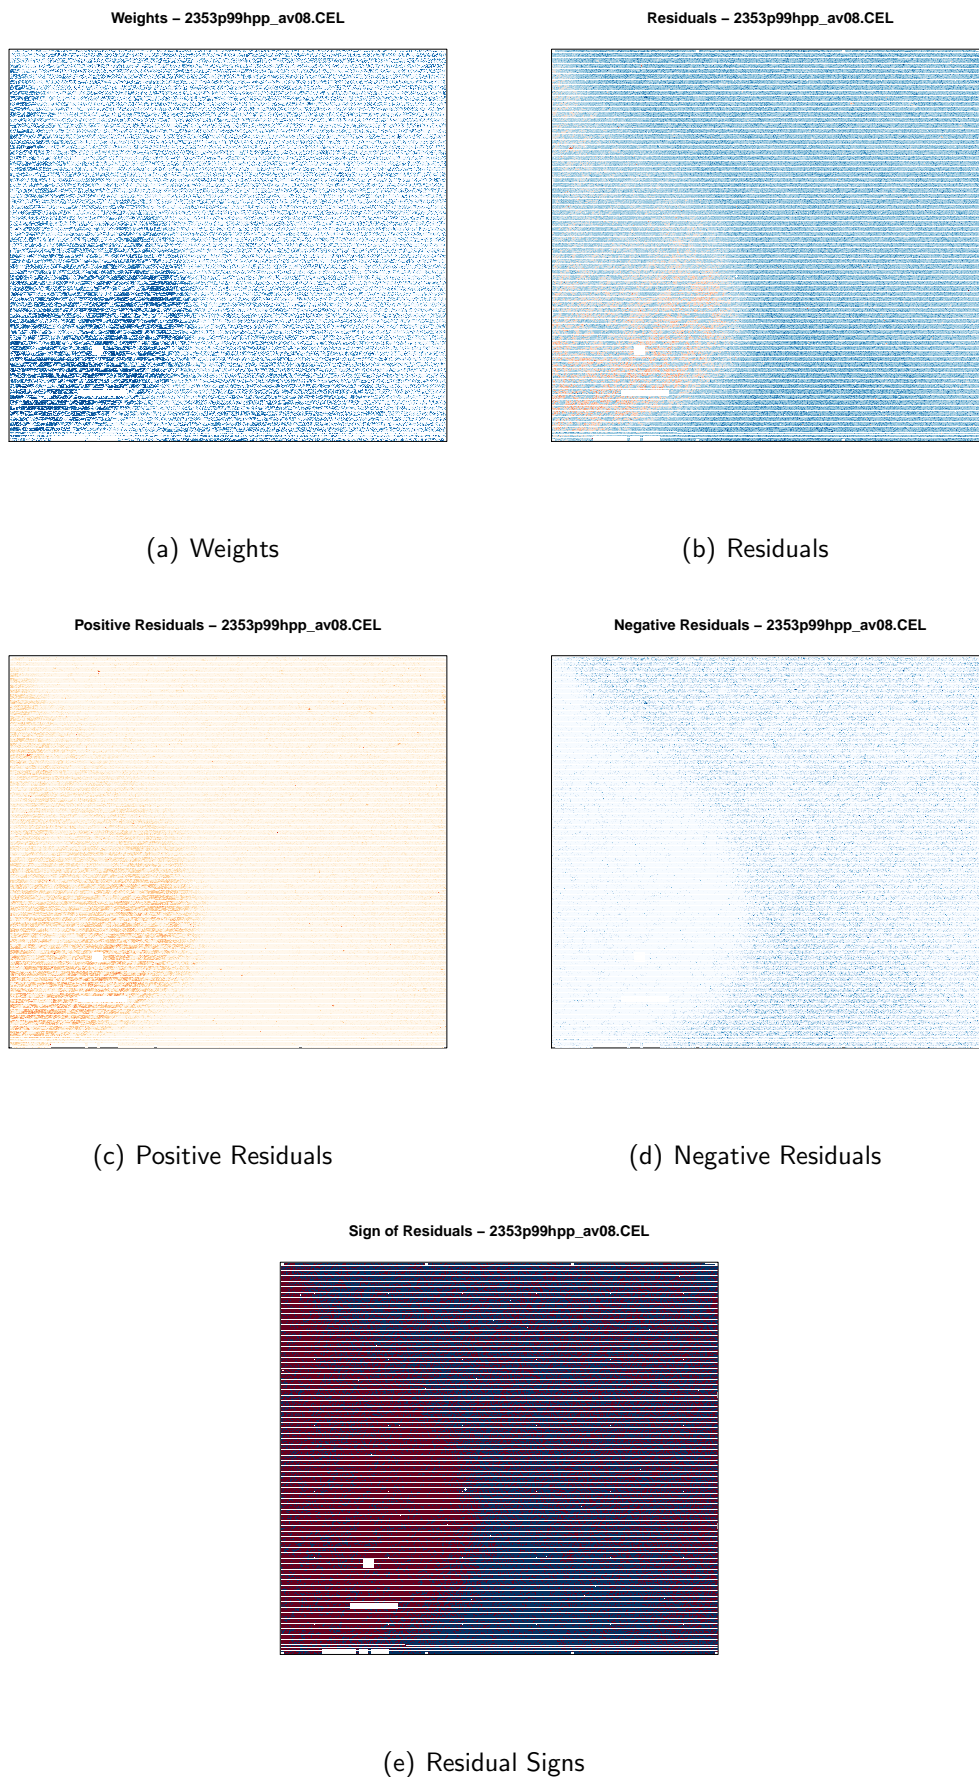 Weights – 2353p99hpp_av08.CEL
Residuals – 2353p99hpp_av08.CEL
(a) Weights
(b) Residuals
Positive Residuals – 2353p99hpp_av08.CEL
Negative Residuals – 2353p99hpp_av08.CEL
(c) Positive Residuals
(d) Negative Residuals
Sign of Residuals – 2353p99hpp_av08.CEL
(e) Residual Signs